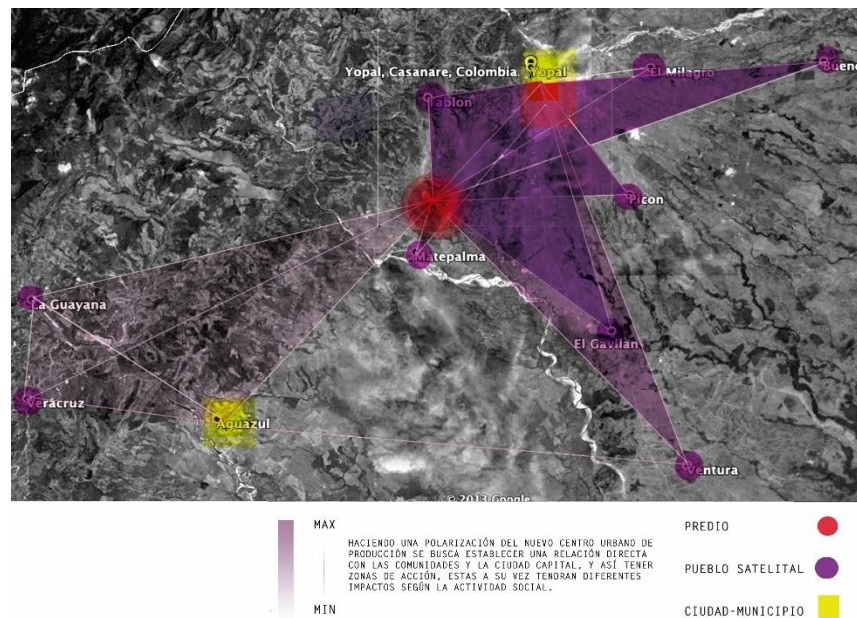 Yopal, Casanare, Colombia
Yopal
El Milagro
Buend
Tablon
Picon
Matepalma
La Guayana
El Gavilan
Veracruz
Aguazul
Ventura
© 2013 Google
MAX
MIN
HACIENDO UNA POLARIZACIÓN DEL NUEVO CENTRO URBANO DE
PRODUCCIÓN SE BUSCA ESTABLECER UNA RELACIÓN DIRECTA
CON LAS COMUNIDADES Y LA CIUDAD CAPITAL, Y ASÍ TENER
ZONAS DE ACCIÓN, ESTAS A SU VEZ TENDRAN DIFERENTES
IMPACTOS SEGÚN LA ACTIVIDAD SOCIAL.
PREDIO
PUEBLO SATELITAL
CIUDAD-MUNICIPIO